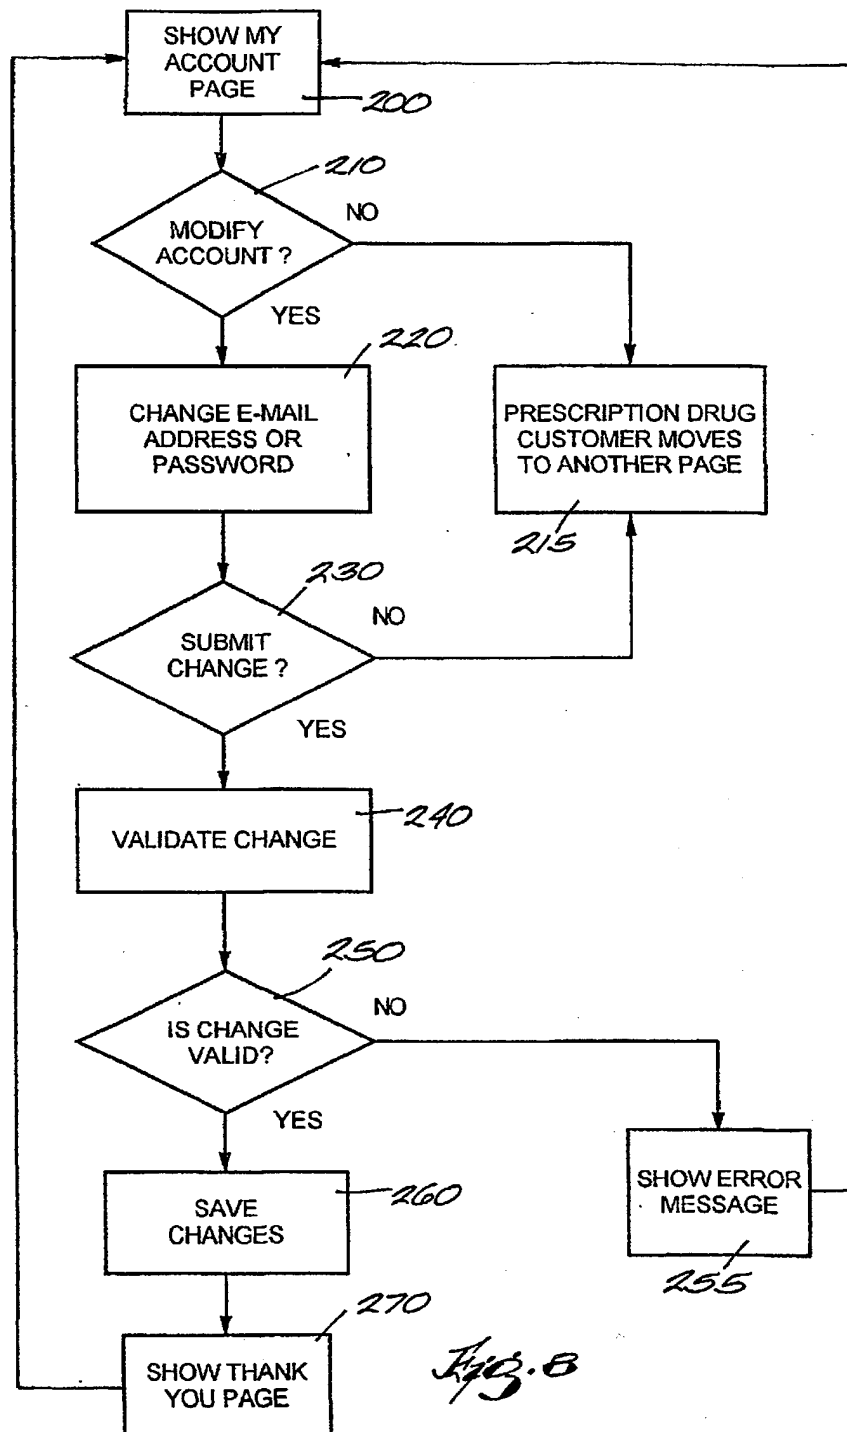 SHOW MY
ACCOUNT
PAGE
200
210
MODIFY
ACCOUNT ?
NO
YES
220
CHANGE E-MAIL
ADDRESS OR
PASSWORD
PRESCRIPTION DRUG
CUSTOMER MOVES
TO ANOTHER PAGE
215
230
SUBMIT
CHANGE ?
NO
YES
VALIDATE CHANGE
240
250
IS CHANGE
VALID?
NO
YES
SAVE
CHANGES
260
SHOW ERROR
MESSAGE
255
270
SHOW THANK
YOU PAGE
Fig. 8